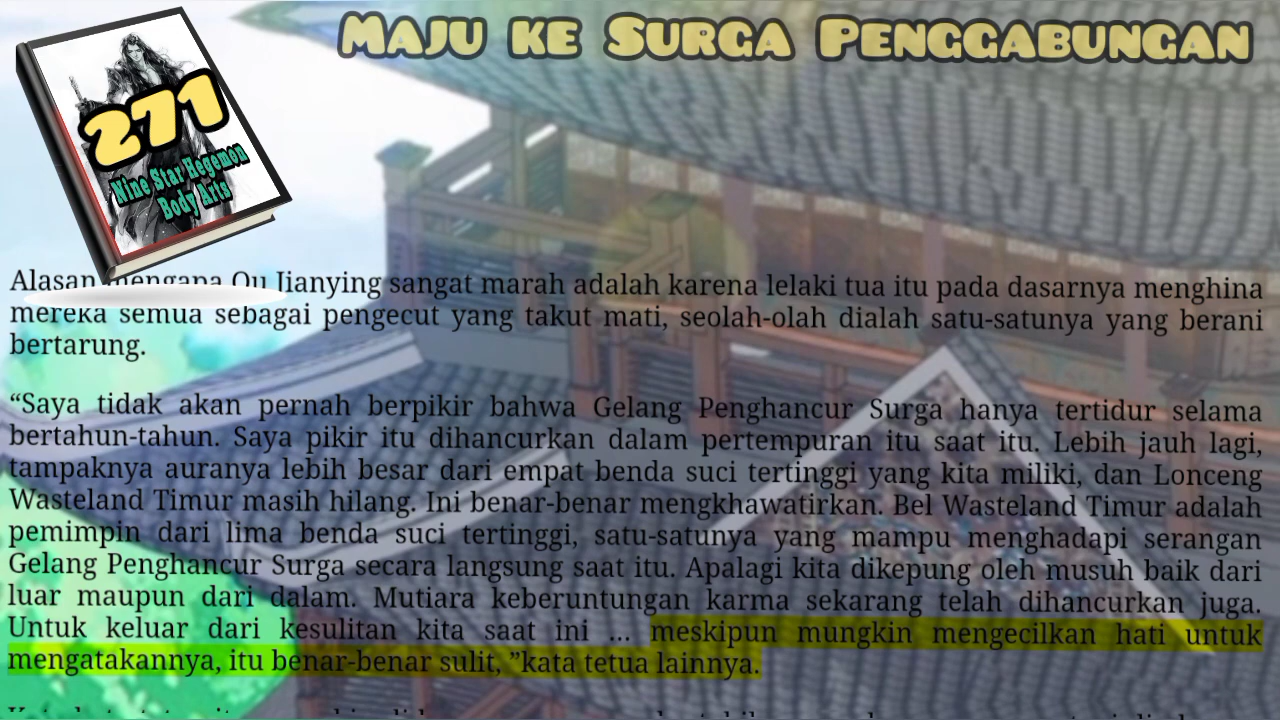 Maju ke Surga Penggabungan
271
Nine Star Hegemon
Body Arts
Alasan mengapa Qu Jianying sangat marah adalah karena lelaki tua itu pada dasarnya menghina
mereka semua sebagai pengecut yang takut mati, seolah-olah dialah satu-satunya yang berani
bertarung.
“Saya tidak akan pernah berpikir bahwa Gelang Penghancur Surga hanya tertidur selama
bertahun-tahun. Saya pikir itu dihancurkan dalam pertempuran itu saat itu. Lebih jauh lagi,
tampaknya auranya lebih besar dari empat benda suci tertinggi yang kita miliki, dan Lonceng
Wasteland Timur masih hilang. Ini benar-benar mengkhawatirkan. Bel Wasteland Timur adalah
pemimpin dari lima benda suci tertinggi, satu-satunya yang mampu menghadapi serangan
Gelang Penghancur Surga secara langsung saat itu. Apalagi kita dikepung oleh musuh baik dari
luar maupun dari dalam. Mutiara keberuntungan karma sekarang telah dihancurkan juga.
Untuk keluar dari kesulitan kita saat ini ... meskipun mungkin mengecilkan hati untuk
mengatakannya, itu benar-benar sulit, ”kata tetua lainnya.